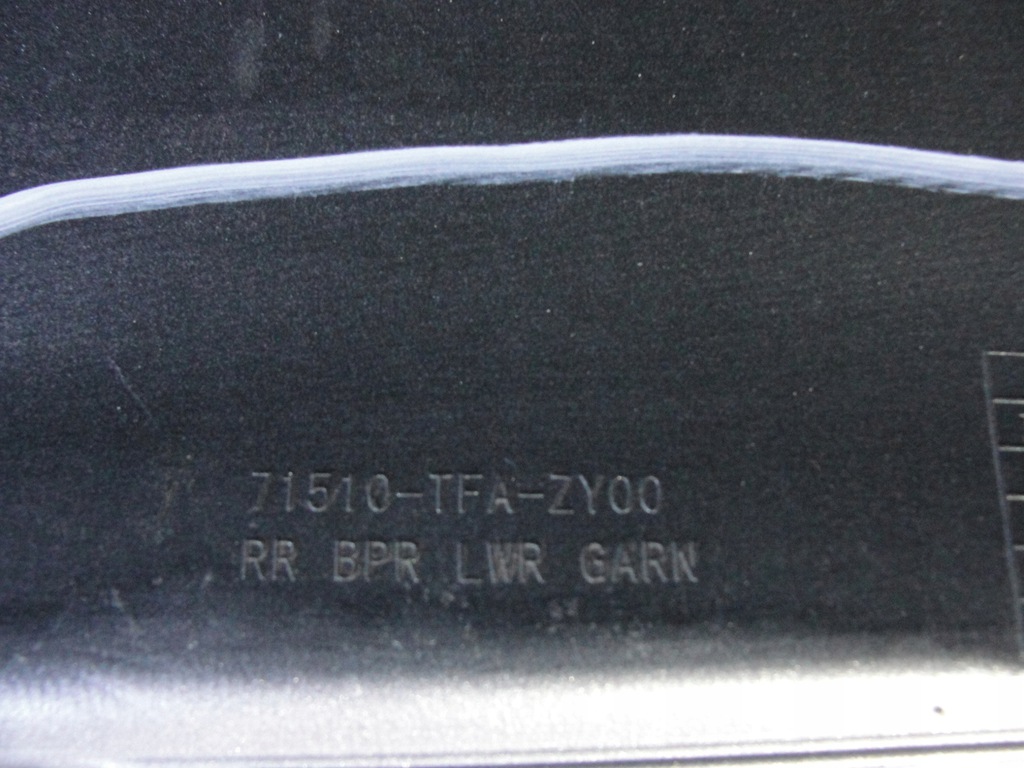 71510-TFA-ZY00
RR BPR LWR GARN